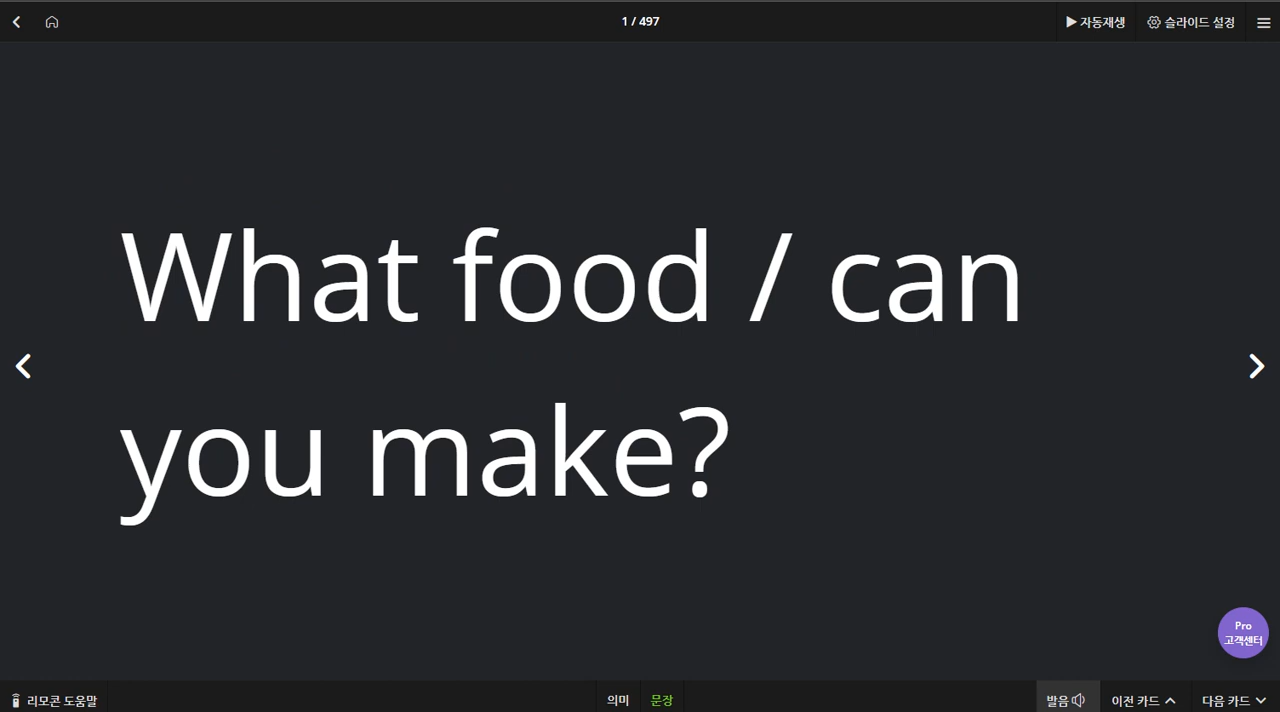 1 / 497
자동재생
슬라이드 설정
What food / can
you make?
Pro
고객센터
리모콘 도움말
의미
문장
발음
이전 카드
다음 카드